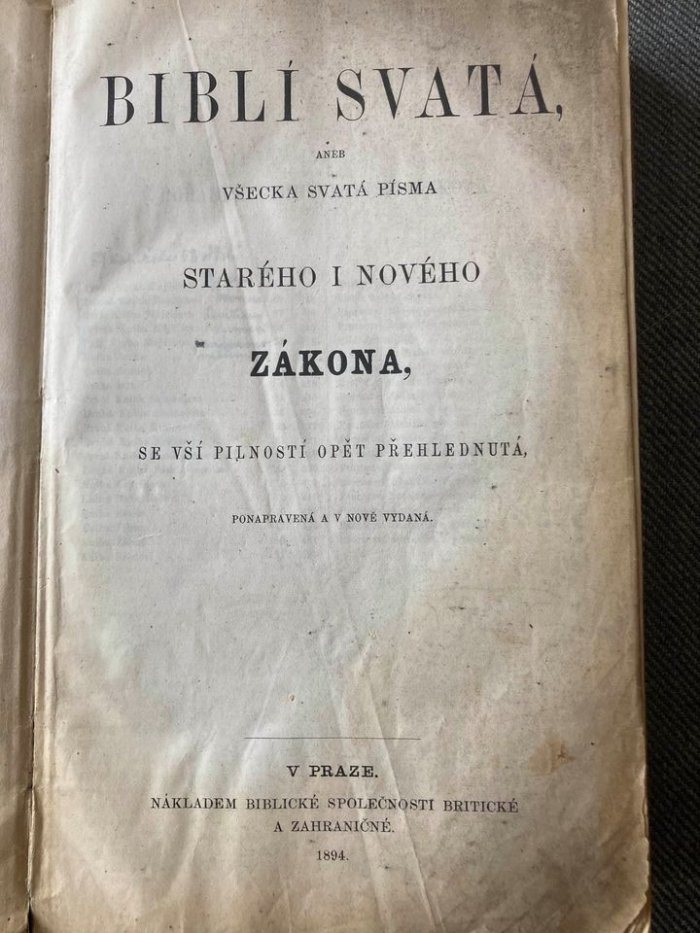 BIBLÍ SVATÁ,
ANEB
VŠECKA SVATÁ PÍSMA
STARÉHO I NOVÉHO
ZÁKONA,
SE VŠÍ PILNOSTÍ OPĚT PŘEHLEDNUTÁ,
PONAPRAVENÁ A V NOVĚ VYDANÁ.
V PRAZE.
NÁKLADEM BIBLICKÉ SPOLEČNOSTI BRITICKÉ
A ZAHRANIČNÉ.
1894.